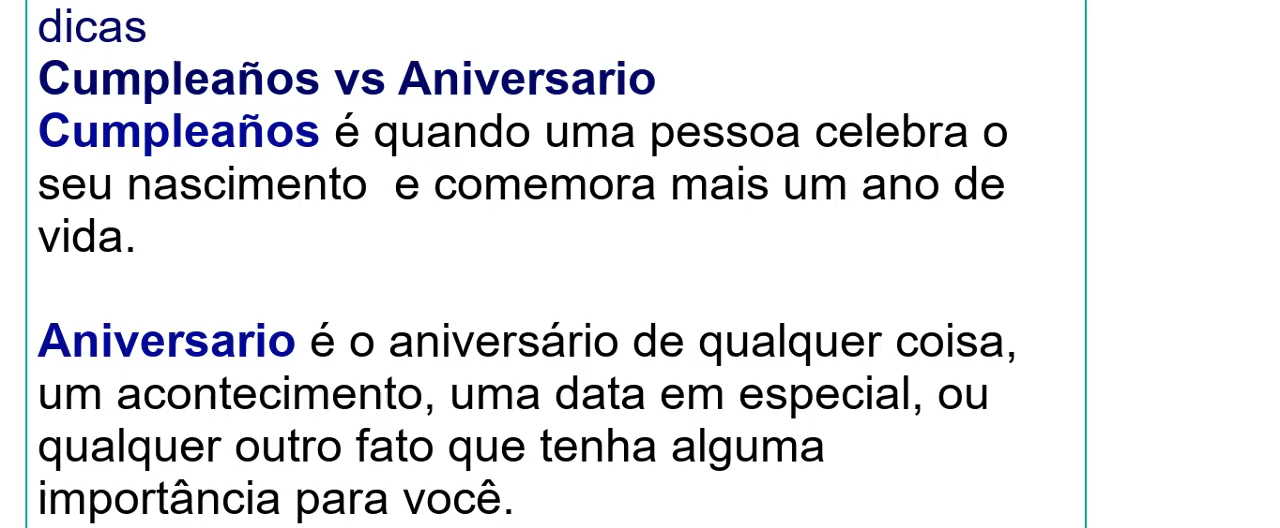 dicas
Cumpleaños vs Aniversario
Cumpleaños é quando uma pessoa celebra o
seu nascimento  e comemora mais um ano de
vida.
Aniversario é o aniversário de qualquer coisa,
um acontecimento, uma data em especial, ou
qualquer outro fato que tenha alguma
importância para você.